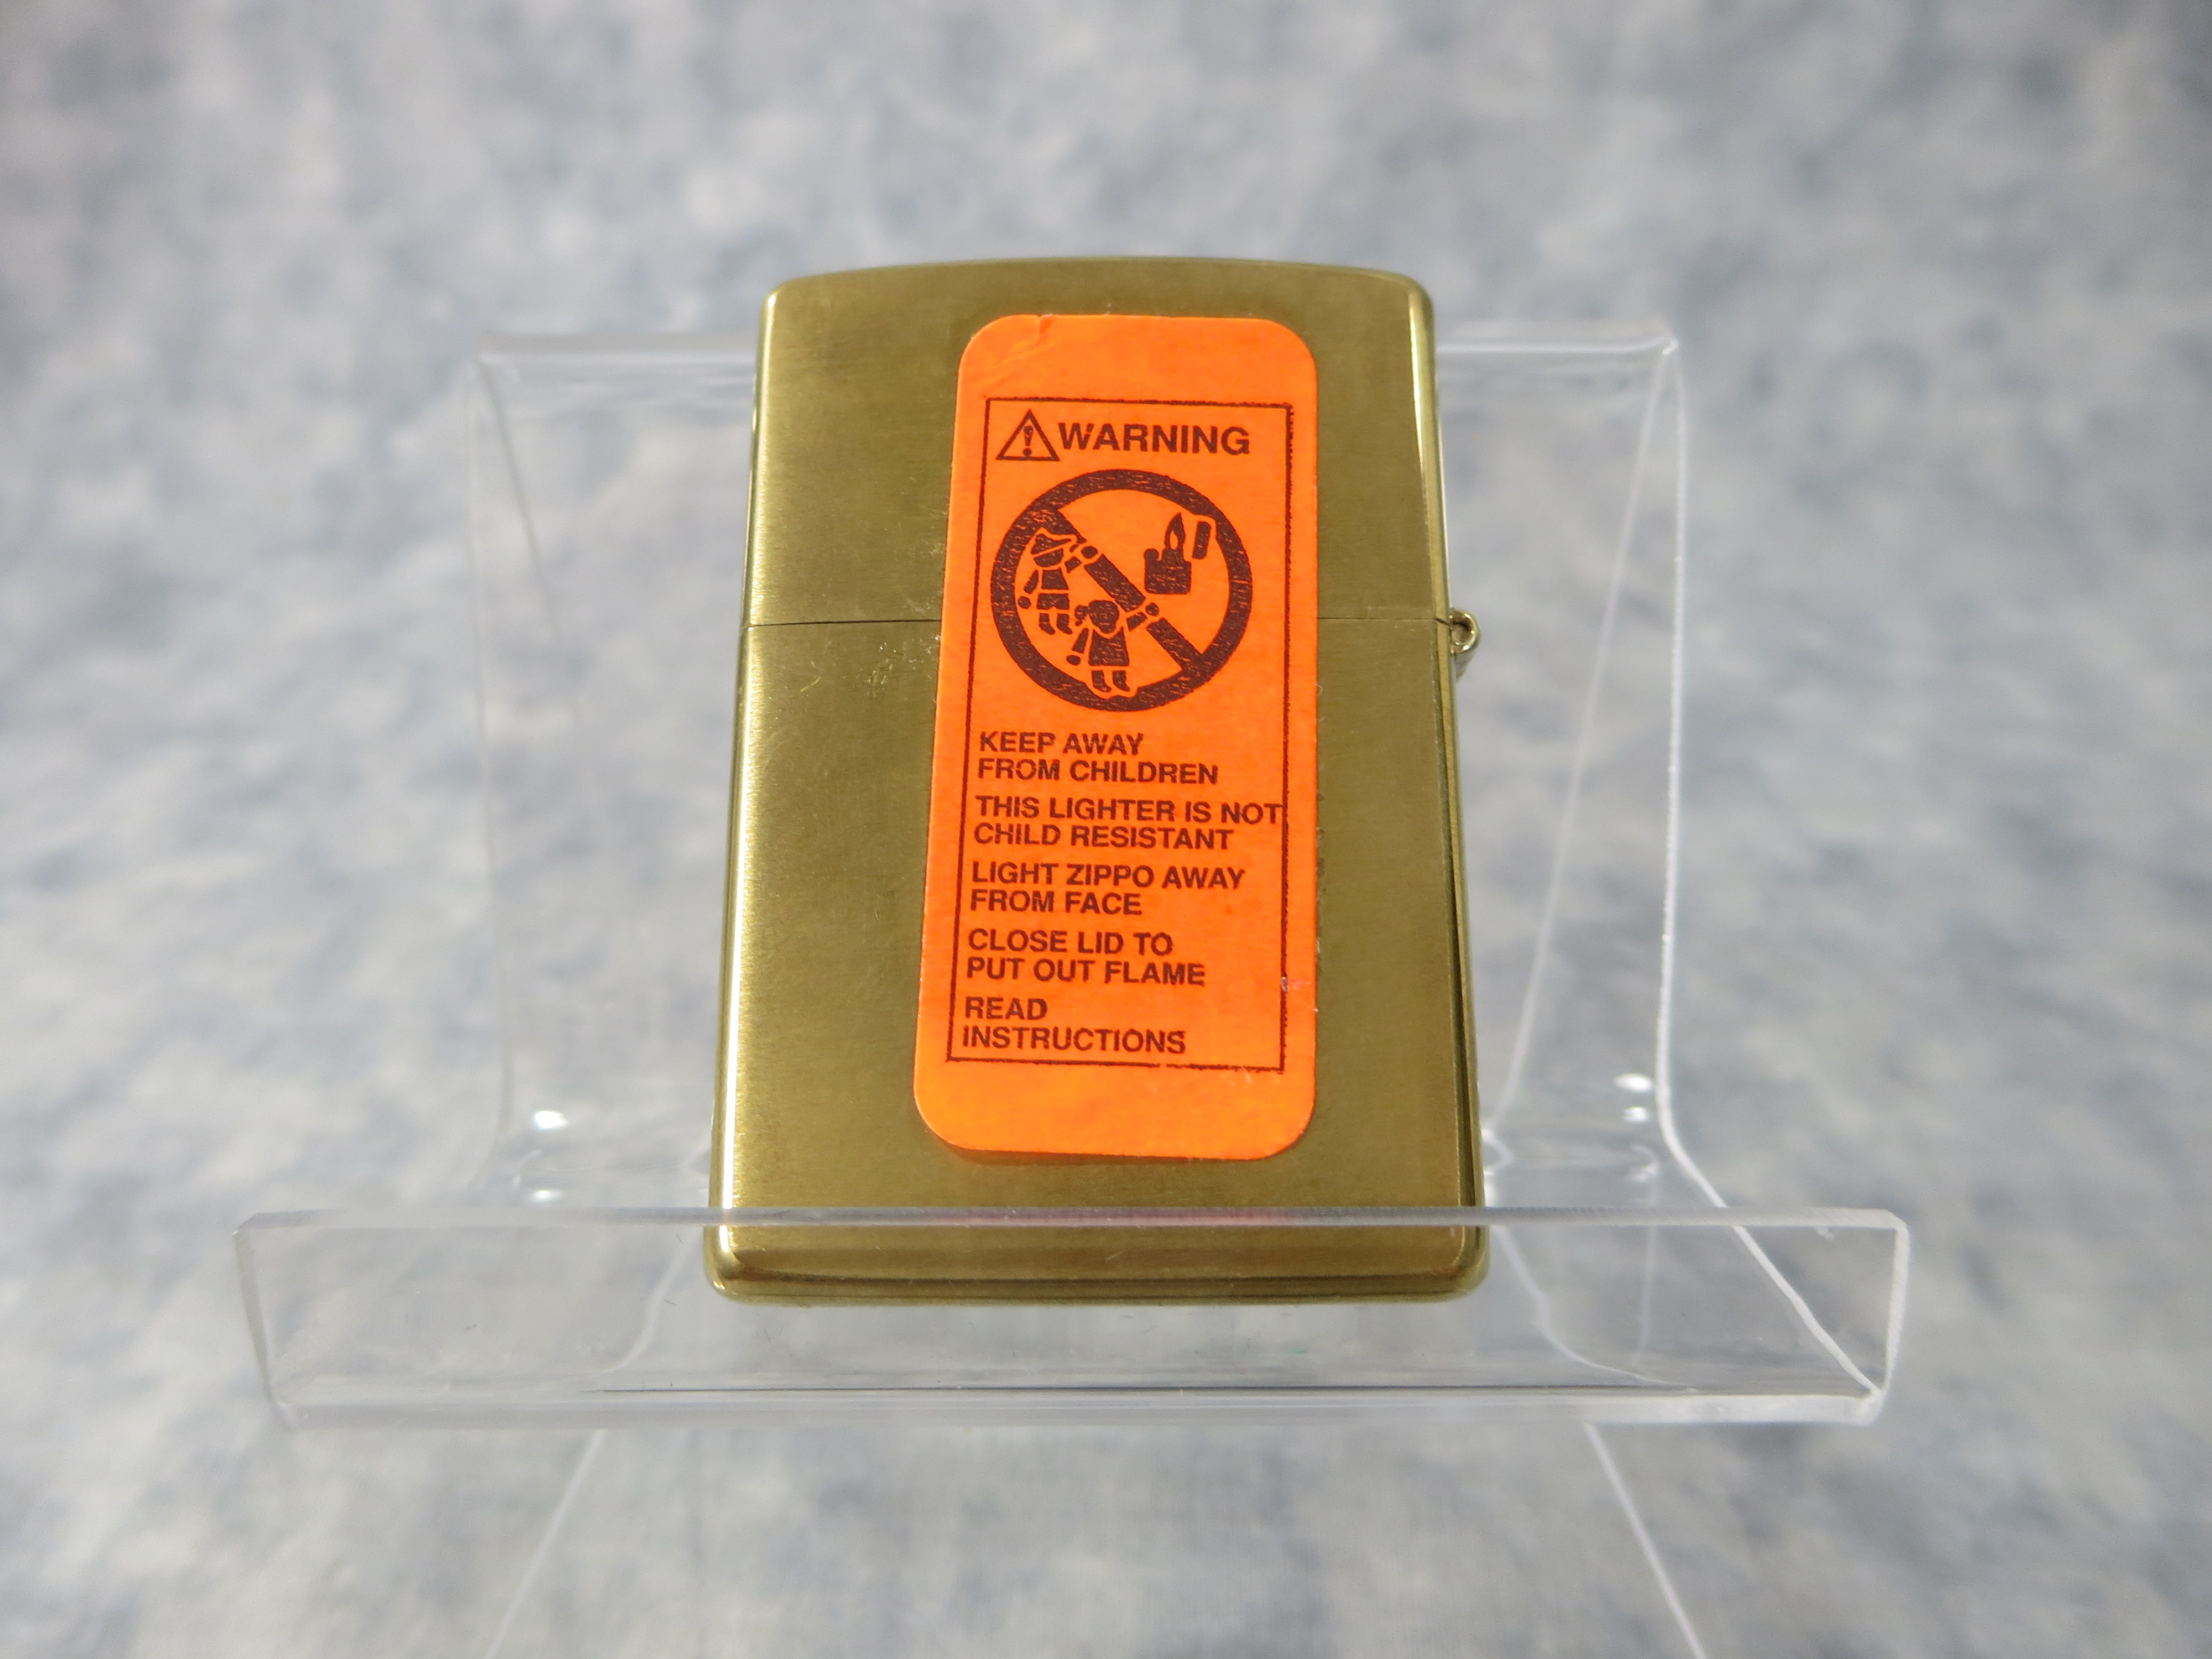 WARNING
KEEP AWAY
FROM CHILDREN
THIS LIGHTER IS NOT
CHILD RESISTANT
LIGHT ZIPPO AWAY
FROM FACE
CLOSE LID TO
PUT OUT FLAME
READ
INSTRUCTIONS